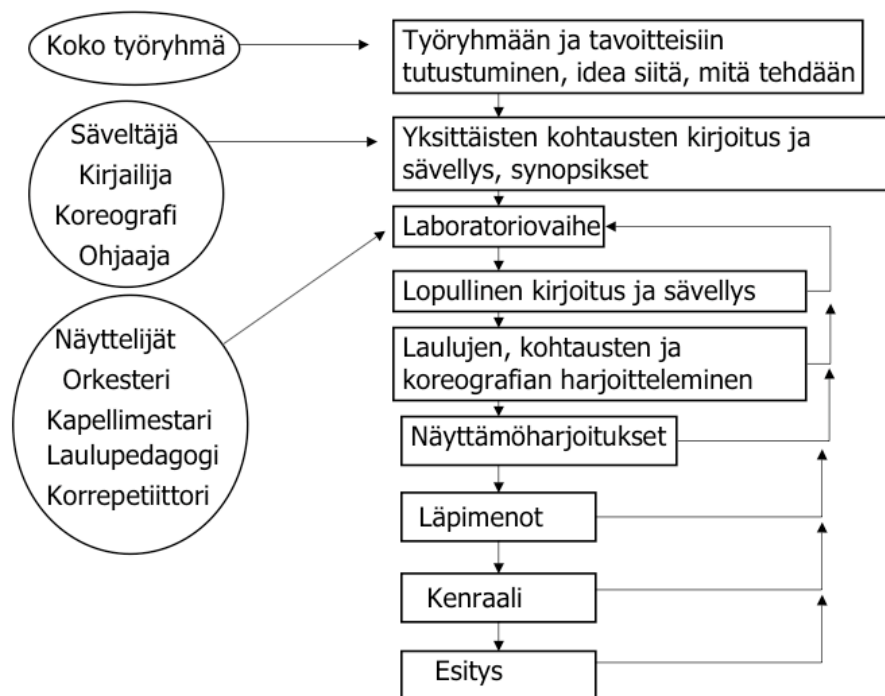 Koko työryhmä
Työryhmään ja tavoitteisiin
tutustuminen, idea siitä, mitä tehdään
Säveltäjä
Kirjailija
Koreografi
Ohjaaja
Yksittäisten kohtausten kirjoitus ja
sävellys, synopsikset
Laboratoriovaihe
Lopullinen kirjoitus ja sävellys
Näyttelijät
Orkesteri
Kapellimestari
Laulupedagogi
Korrepetiittori
Laulujen, kohtausten ja
koreografian harjoitteleminen
Näyttämöharjoitukset
Läpimenot
Kenraali
Esitys